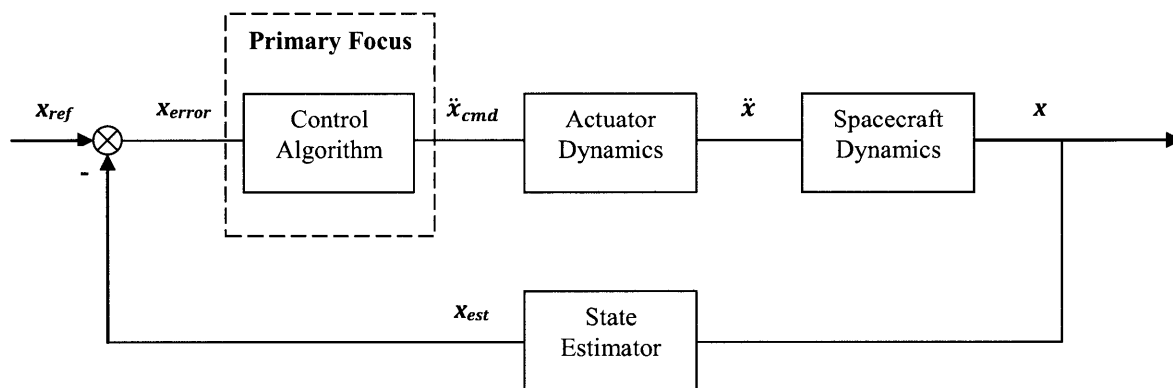 Primary Focus
x_ref
x_error
Control
Algorithm
ẍ_cmd
Actuator
Dynamics
ẍ
Spacecraft
Dynamics
x
-
x_est
State
Estimator